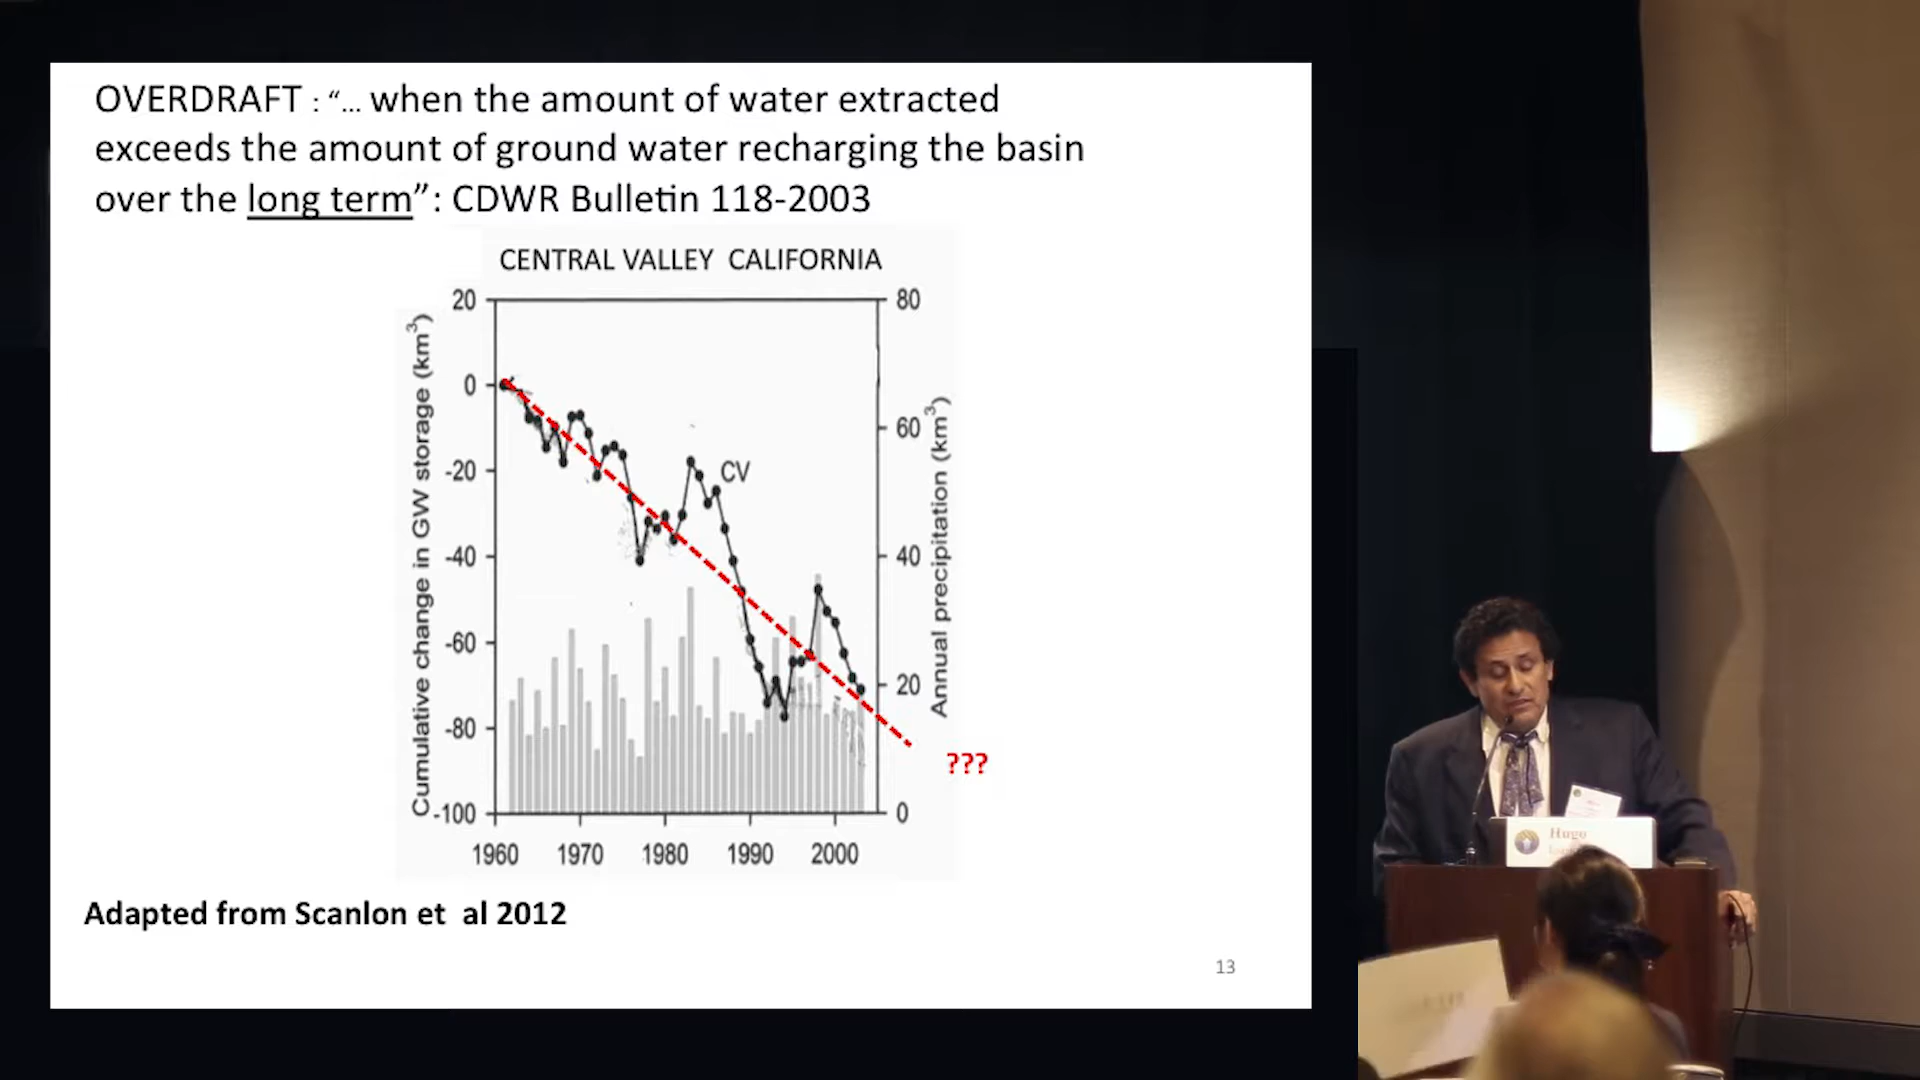 OVERDRAFT : “... when the amount of water extracted
exceeds the amount of ground water recharging the basin
over the long term”: CDWR Bulletin 118-2003
CENTRAL VALLEY CALIFORNIA
Cumulative change in GW storage (km³)
20
0
-20
-40
-60
-80
-100
CV
80
60
40
20
0
Annual precipitation (km³)
???
1960 1970 1980 1990 2000
Adapted from Scanlon et al 2012
13
Hugo